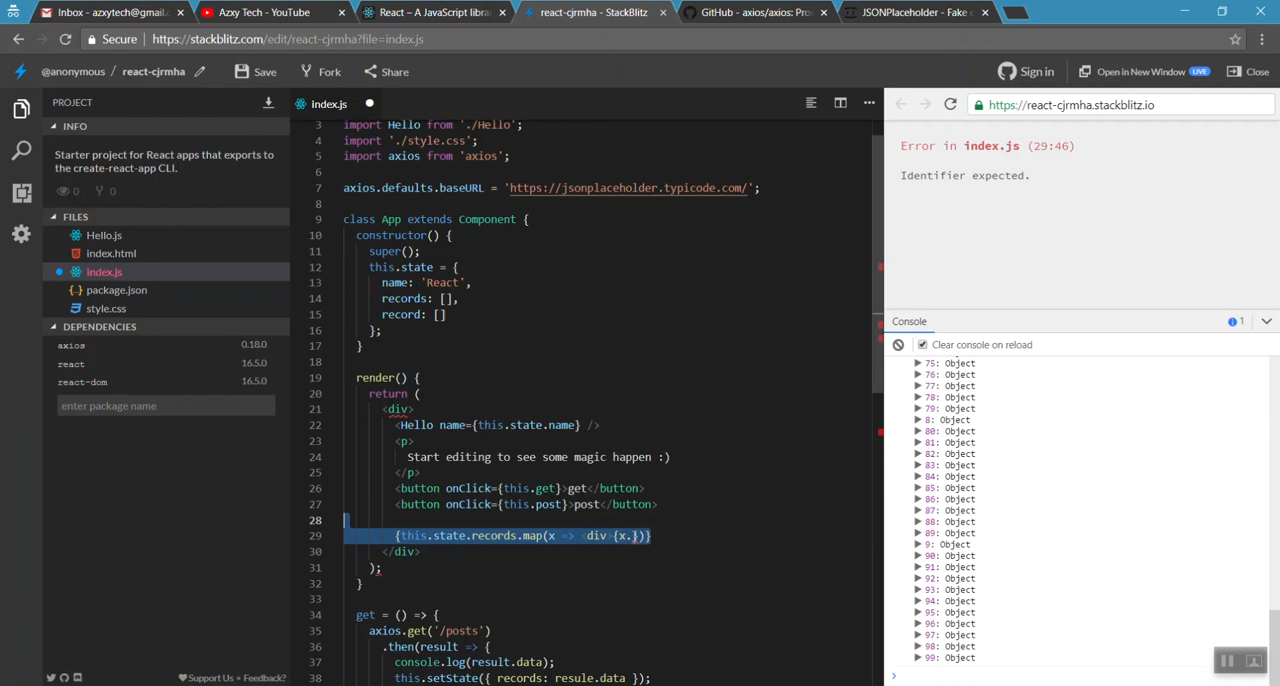 Inbox - azxytech@gmail.
Azxy Tech - YouTube
React – A JavaScript libra
react-cjrmha - StackBlitz
GitHub - axios/axios: Pro
JSONPlaceholder - Fake o
Secure
https://stackblitz.com/edit/react-cjrmha?file=index.js
@anonymous / react-cjrmha
Save
Fork
Share
Sign in
Open in New Window LIVE
Close
PROJECT
INFO
Starter project for React apps that exports to
the create-react-app CLI.
0 0
FILES
Hello.js
index.html
index.js
package.json
style.css
DEPENDENCIES
axios 0.18.0
react 16.5.0
react-dom 16.5.0
enter package name
Support Us • Feedback?
index.js
3 import Hello from './Hello';
4 import './style.css';
5 import axios from 'axios';
6
7 axios.defaults.baseURL = 'https://jsonplaceholder.typicode.com/';
8
9 class App extends Component {
10 constructor() {
11 super();
12 this.state = {
13 name: 'React',
14 records: [],
15 record: []
16 };
17 }
18
19 render() {
20 return (
21 <div>
22 <Hello name={this.state.name} />
23 <p>
24 Start editing to see some magic happen :)
25 </p>
26 <button onClick={this.get}>get</button>
27 <button onClick={this.post}>post</button>
28
29 {this.state.records.map(x => <div>{x.})}
30 </div>
31 );
32 }
33
34 get = () => {
35 axios.get('/posts')
36 .then(result => {
37 console.log(result.data);
38 this.setState({ records: resule.data });
https://react-cjrmha.stackblitz.io
Error in index.js (29:46)
Identifier expected.
Console
1
Clear console on reload
75: Object
76: Object
77: Object
78: Object
79: Object
8: Object
80: Object
81: Object
82: Object
83: Object
84: Object
85: Object
86: Object
87: Object
88: Object
89: Object
9: Object
90: Object
91: Object
92: Object
93: Object
94: Object
95: Object
96: Object
97: Object
98: Object
99: Object